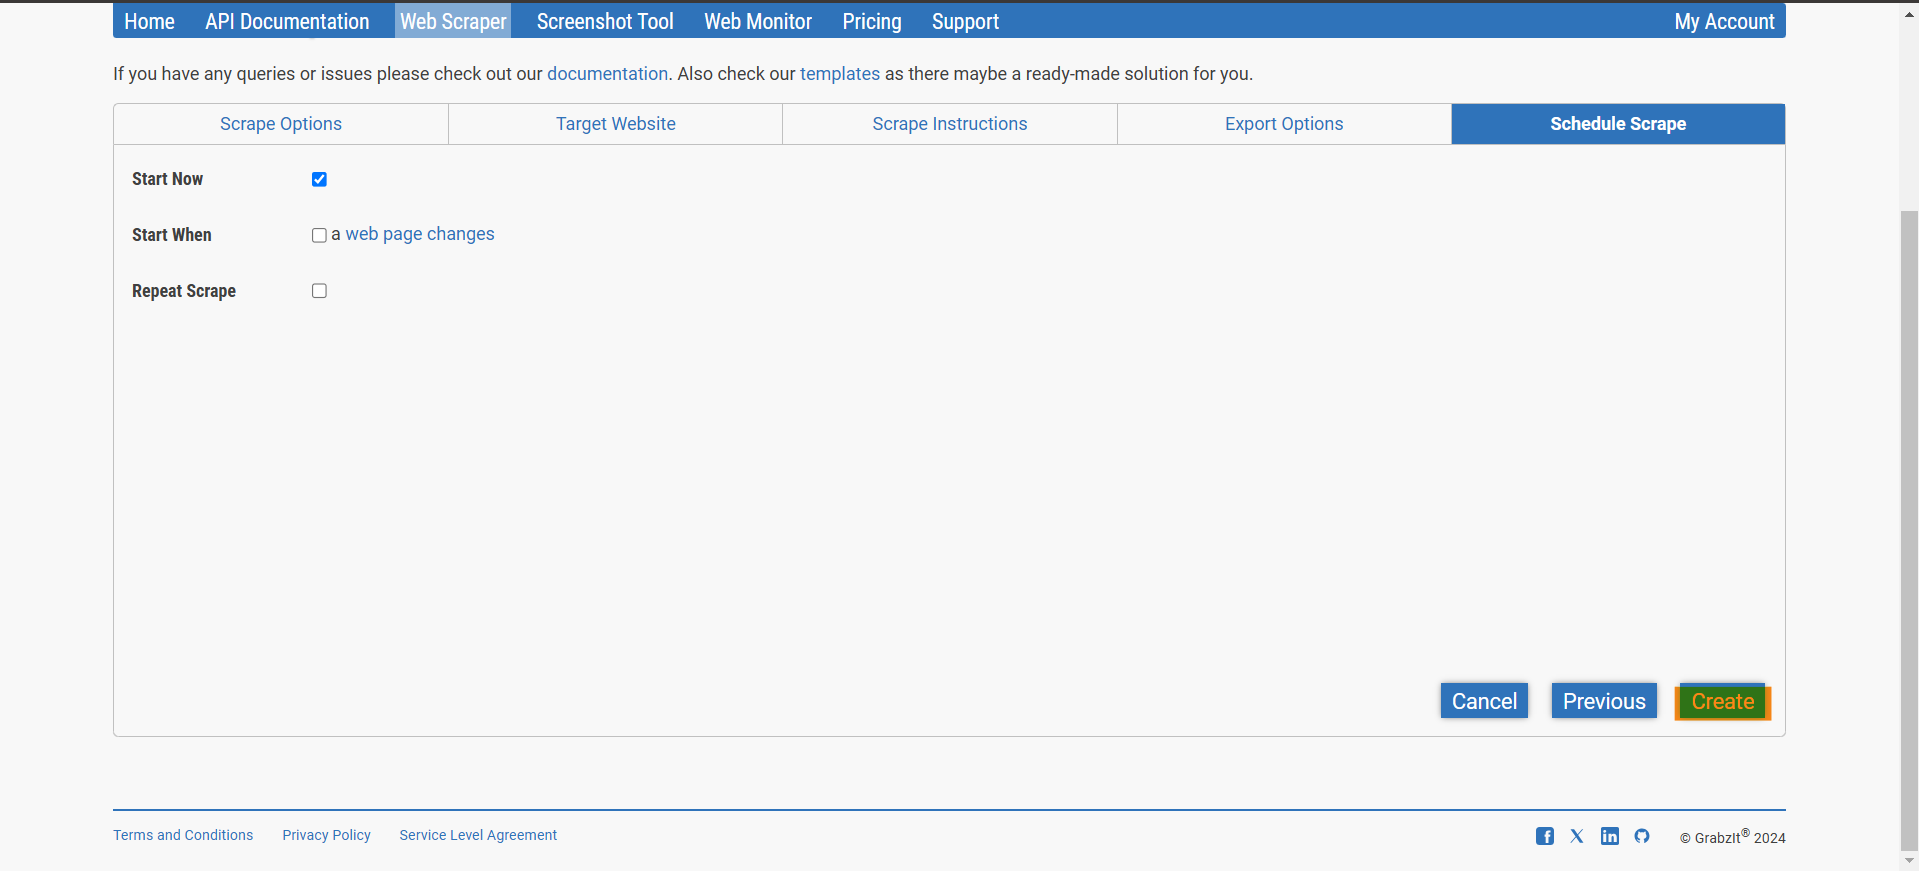 Home API Documentation Web Scraper Screenshot Tool Web Monitor Pricing Support My Account
If you have any queries or issues please check out our documentation. Also check our templates as there maybe a ready-made solution for you.
Scrape Options Target Website Scrape Instructions Export Options Schedule Scrape
Start Now
Start When a web page changes
Repeat Scrape
Cancel Previous Create
Terms and Conditions Privacy Policy Service Level Agreement © GrabzIt® 2024